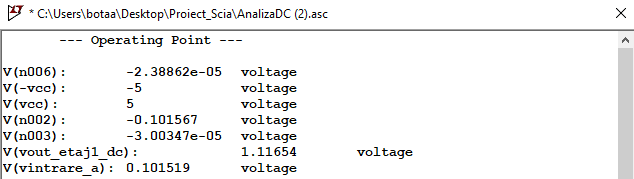 * C:\Users\botaa\Desktop\Proiect_Scia\AnalizaDC (2).asc
--- Operating Point ---
V(n006): -2.38862e-05 voltage
V(-vcc): -5 voltage
V(vcc): 5 voltage
V(n002): -0.101567 voltage
V(n003): -3.00347e-05 voltage
V(vout_etaj1_dc): 1.11654 voltage
V(vintrare_a): 0.101519 voltage